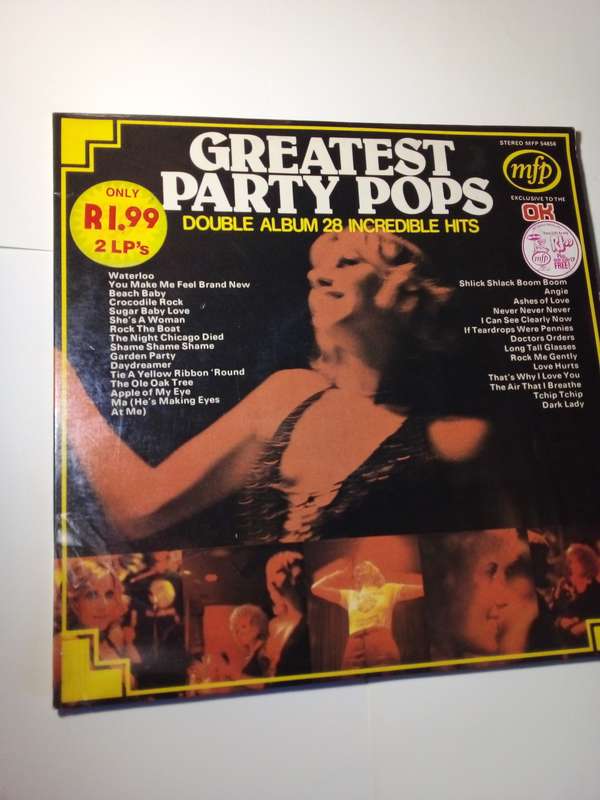 STEREO MFP 54656
GREATEST
PARTY POPS
DOUBLE ALBUM 28 INCREDIBLE HITS
mfp
EXCLUSIVE TO THE
OK
ONLY
R1.99
2 LP's
mfp
FREE!
Waterloo
You Make Me Feel Brand New
Beach Baby
Crocodile Rock
Sugar Baby Love
She's A Woman
Rock The Boat
The Night Chicago Died
Shame Shame Shame
Garden Party
Daydreamer
Tie A Yellow Ribbon 'Round
The Ole Oak Tree
Apple of My Eye
Ma (He's Making Eyes
At Me)
Shlick Shlack Boom Boom
Angie
Ashes of Love
Never Never Never
I Can See Clearly Now
If Teardrops Were Pennies
Doctors Orders
Long Tall Glasses
Rock Me Gently
Love Hurts
That's Why I Love You
The Air That I Breathe
Tchip Tchip
Dark Lady